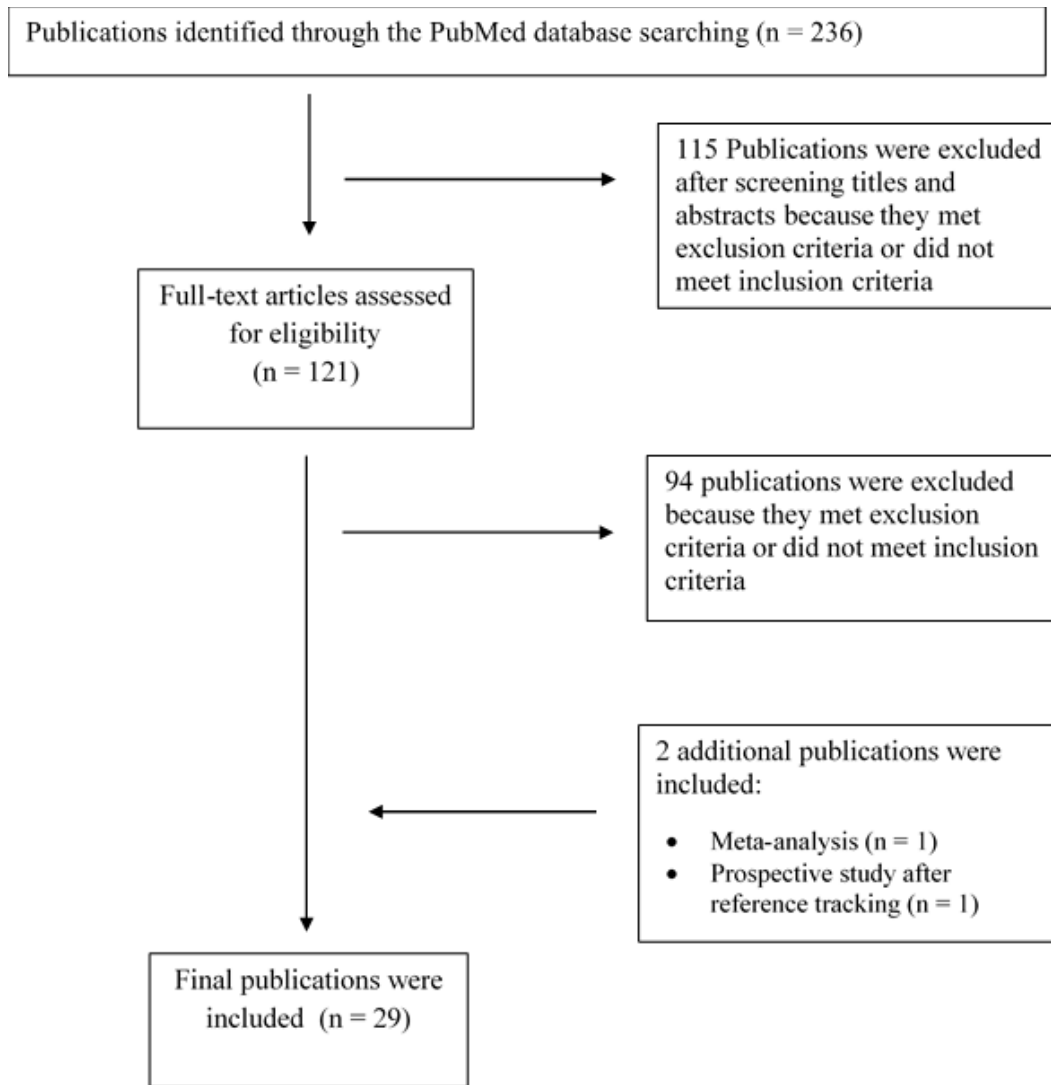 Publications identified through the PubMed database searching (n = 236)
115 Publications were excluded
after screening titles and
abstracts because they met
exclusion criteria or did not
meet inclusion criteria
Full-text articles assessed
for eligibility
(n = 121)
94 publications were excluded
because they met exclusion
criteria or did not meet inclusion
criteria
2 additional publications were
included:
• Meta-analysis (n = 1)
• Prospective study after
reference tracking (n = 1)
Final publications were
included (n = 29)